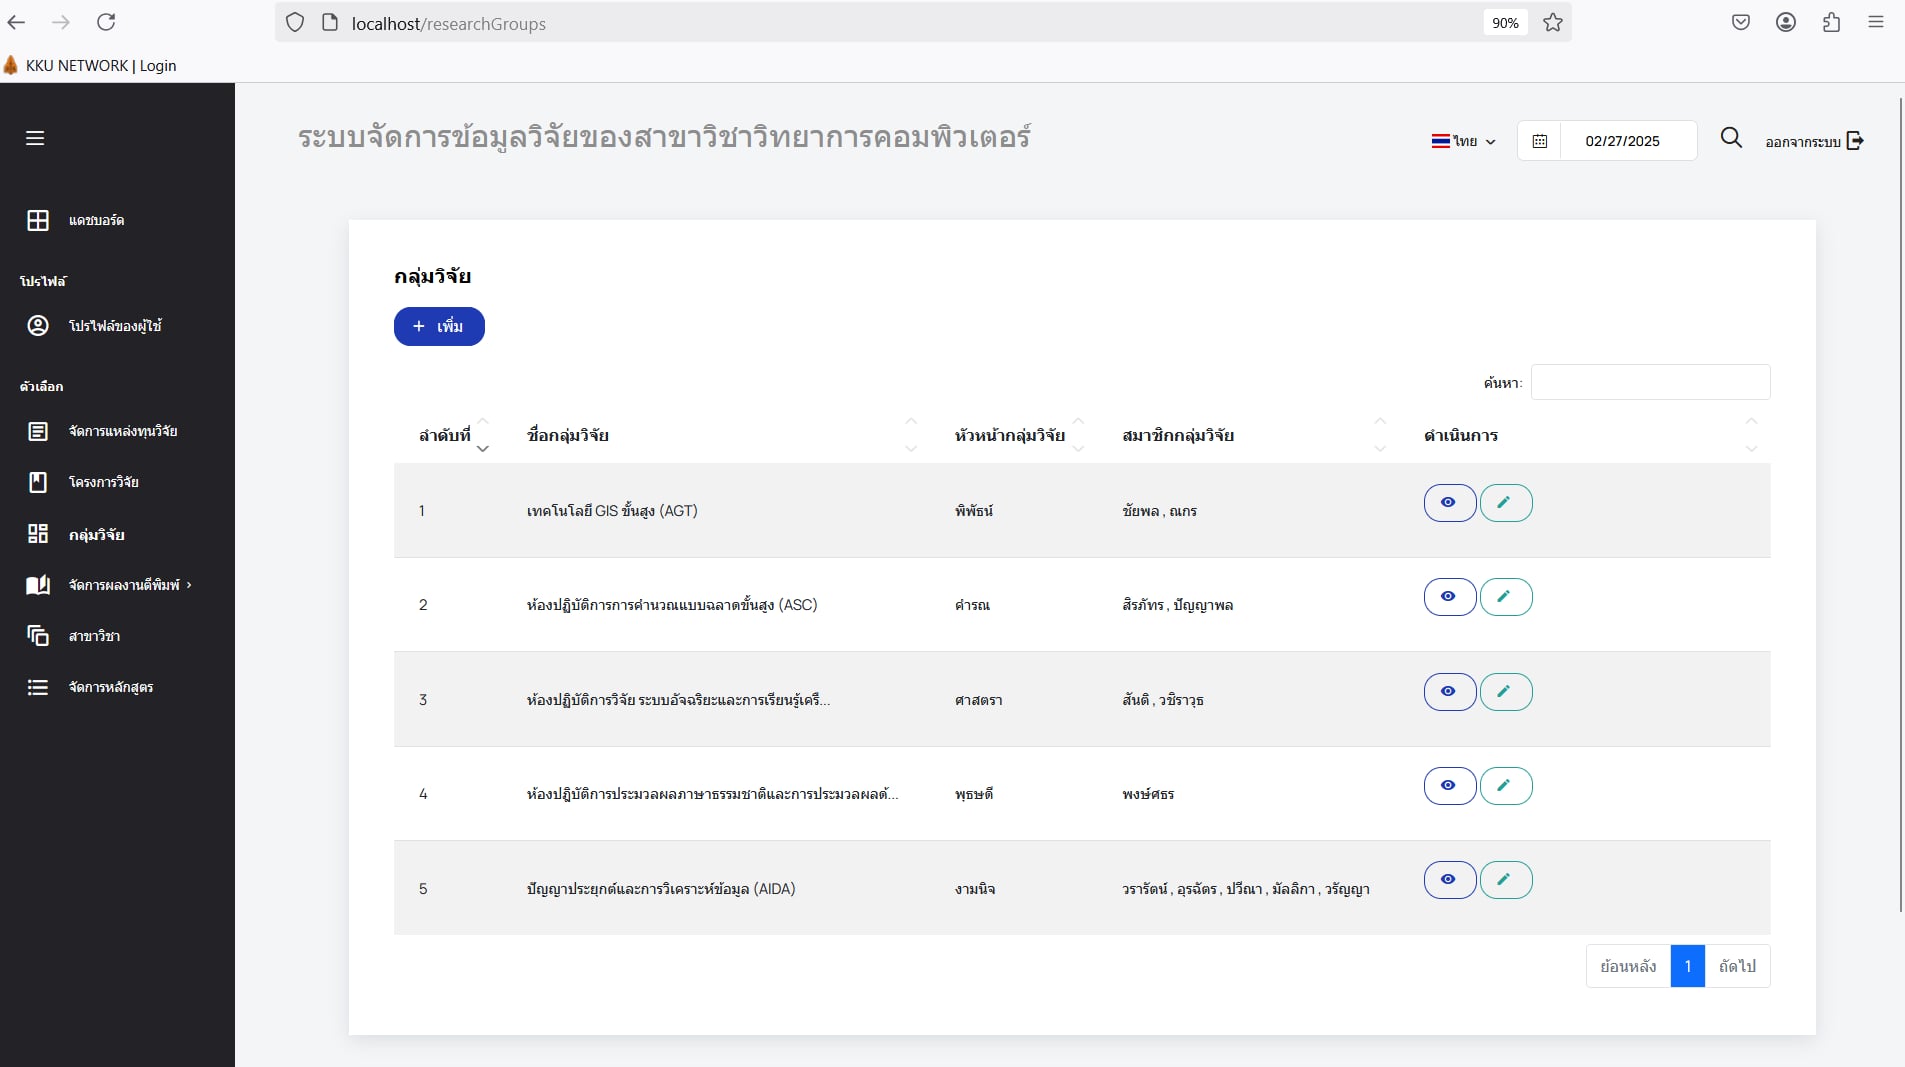 localhost/researchGroups
90%
KKU NETWORK | Login
ระบบจัดการข้อมูลวิจัยของสาขาวิชาวิทยาการคอมพิวเตอร์
ไทย
02/27/2025
ออกจากระบบ
แดชบอร์ด
โปรไฟล์
โปรไฟล์ของผู้ใช้
ตัวเลือก
จัดการแหล่งทุนวิจัย
โครงการวิจัย
กลุ่มวิจัย
จัดการผลงานตีพิมพ์
สาขาวิชา
จัดการหลักสูตร
กลุ่มวิจัย
+ เพิ่ม
ค้นหา:
ลำดับที่ ชื่อกลุ่มวิจัย หัวหน้ากลุ่มวิจัย สมาชิกกลุ่มวิจัย ดำเนินการ
1 เทคโนโลยี GIS ขั้นสูง (AGT) พิพัธน์ ชัยพล , ณกร
2 ห้องปฏิบัติการการคำนวณแบบฉลาดขั้นสูง (ASC) คำรณ สิรภัทร , ปัญญาพล
3 ห้องปฏิบัติการวิจัย ระบบอัจฉริยะและการเรียนรู้เครื่... ศาสตรา สันติ , วชิราวุธ
4 ห้องปฏิบัติการประมวลผลภาษาธรรมชาติและการประมวลผลด้... พุธษดี พงษ์ศธร
5 ปัญญาประยุกต์และการวิเคราะห์ข้อมูล (AIDA) งามนิจ วรารัตน์ , อุรฉัตร , ปวีณา , มัลลิกา , วรัญญา
ย้อนหลัง 1 ถัดไป